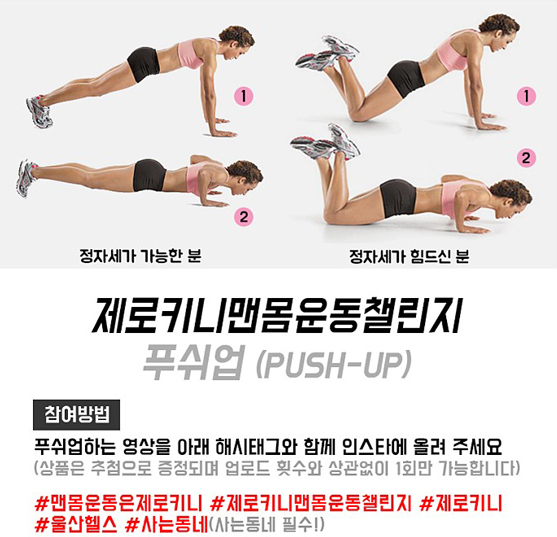 1
1
2
2
정자세가 가능한 분
정자세가 힘드신 분
제로키니맨몸운동챌린지
푸쉬업 (PUSH-UP)
참여방법
푸쉬업하는 영상을 아래 해시태그와 함께 인스타에 올려 주세요
(상품은 추첨으로 증정되며 업로드 횟수와 상관없이 1회만 가능합니다)
#맨몸운동은제로키니 #제로키니맨몸운동챌린지 #제로키니
#울산헬스 #사는동네(사는동네 필수!)